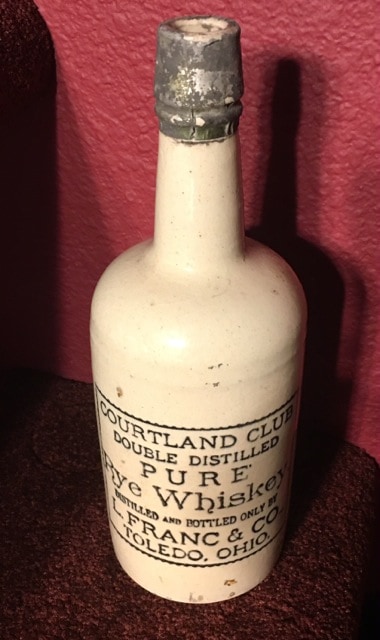 COURTLAND CLUB
DOUBLE DISTILLED
PURE
Rye Whiskey
DISTILLED AND BOTTLED ONLY BY
L. FRANC & CO.
TOLEDO, OHIO.